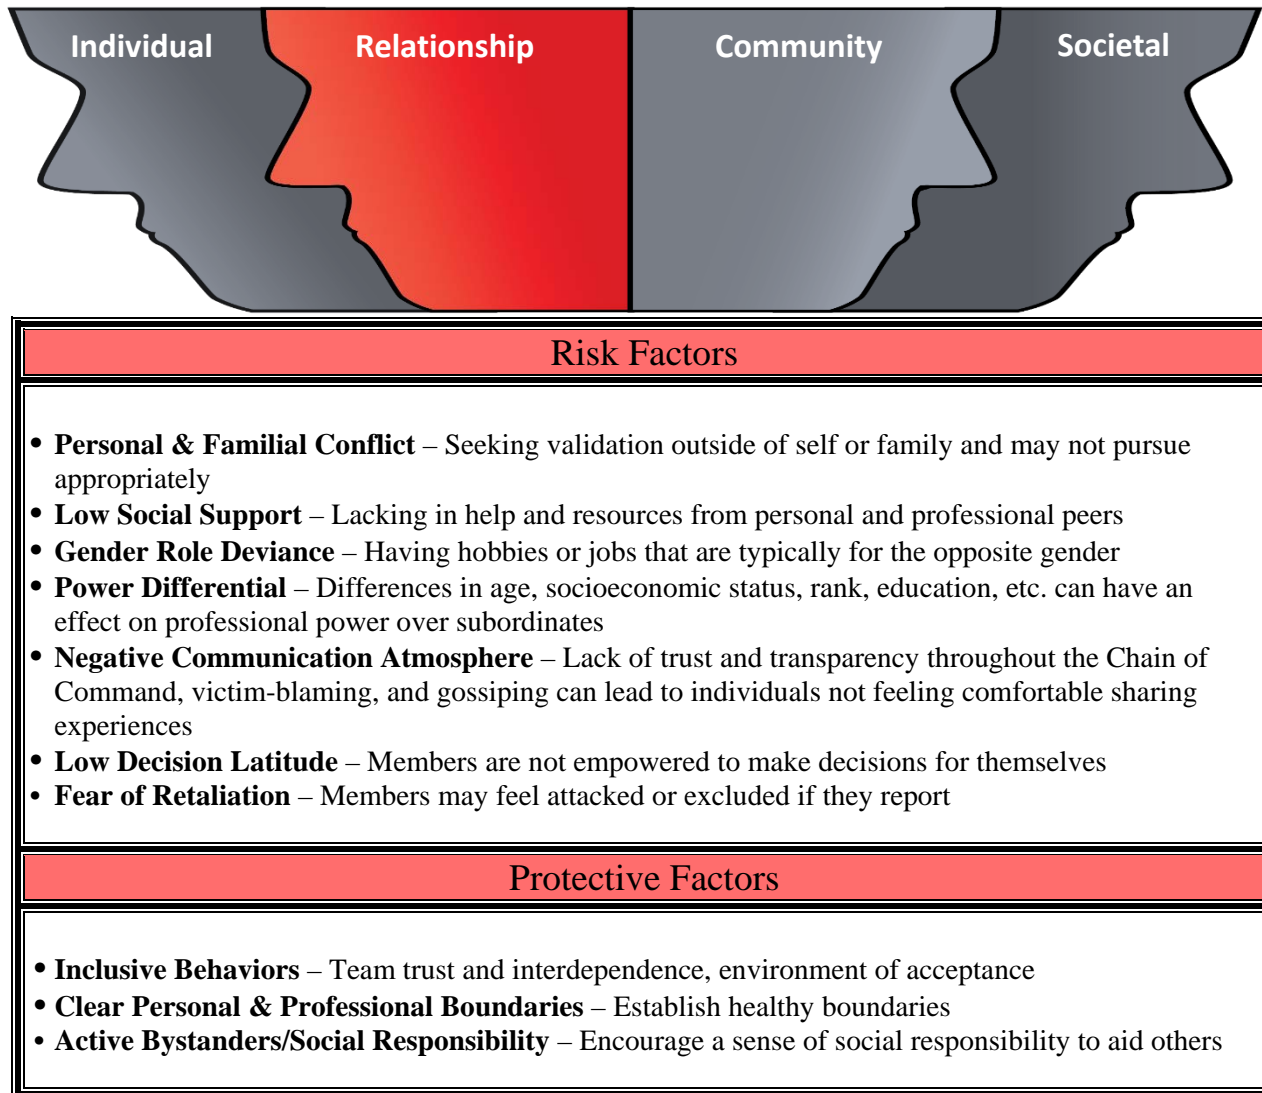 Individual
Relationship
Community
Societal
Risk Factors
• Personal & Familial Conflict – Seeking validation outside of self or family and may not pursue
appropriately
• Low Social Support – Lacking in help and resources from personal and professional peers
• Gender Role Deviance – Having hobbies or jobs that are typically for the opposite gender
• Power Differential – Differences in age, socioeconomic status, rank, education, etc. can have an
effect on professional power over subordinates
• Negative Communication Atmosphere – Lack of trust and transparency throughout the Chain of
Command, victim-blaming, and gossiping can lead to individuals not feeling comfortable sharing
experiences
• Low Decision Latitude – Members are not empowered to make decisions for themselves
• Fear of Retaliation – Members may feel attacked or excluded if they report
Protective Factors
• Inclusive Behaviors – Team trust and interdependence, environment of acceptance
• Clear Personal & Professional Boundaries – Establish healthy boundaries
• Active Bystanders/Social Responsibility – Encourage a sense of social responsibility to aid others